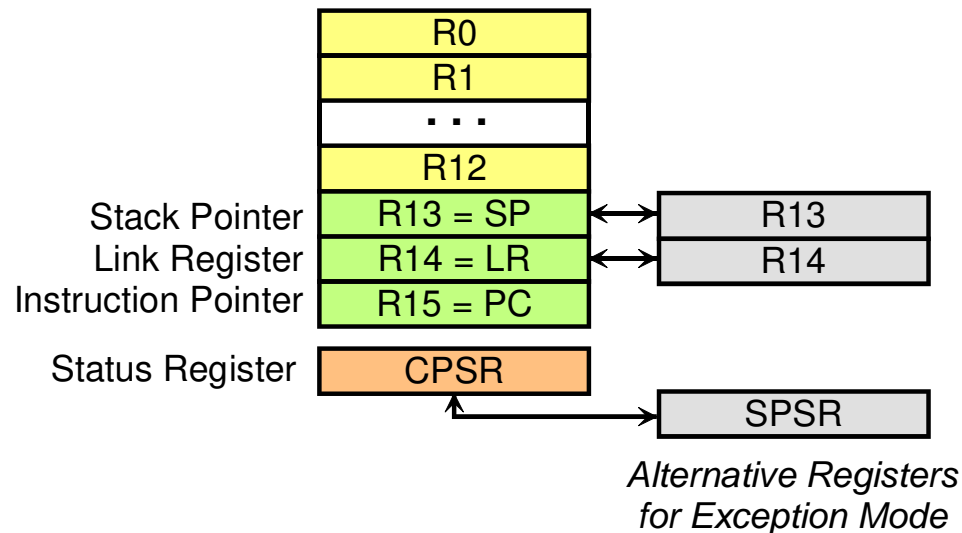 R0
R1
...
R12
Stack Pointer R13 = SP R13
Link Register R14 = LR R14
Instruction Pointer R15 = PC
Status Register CPSR
SPSR
Alternative Registers
for Exception Mode